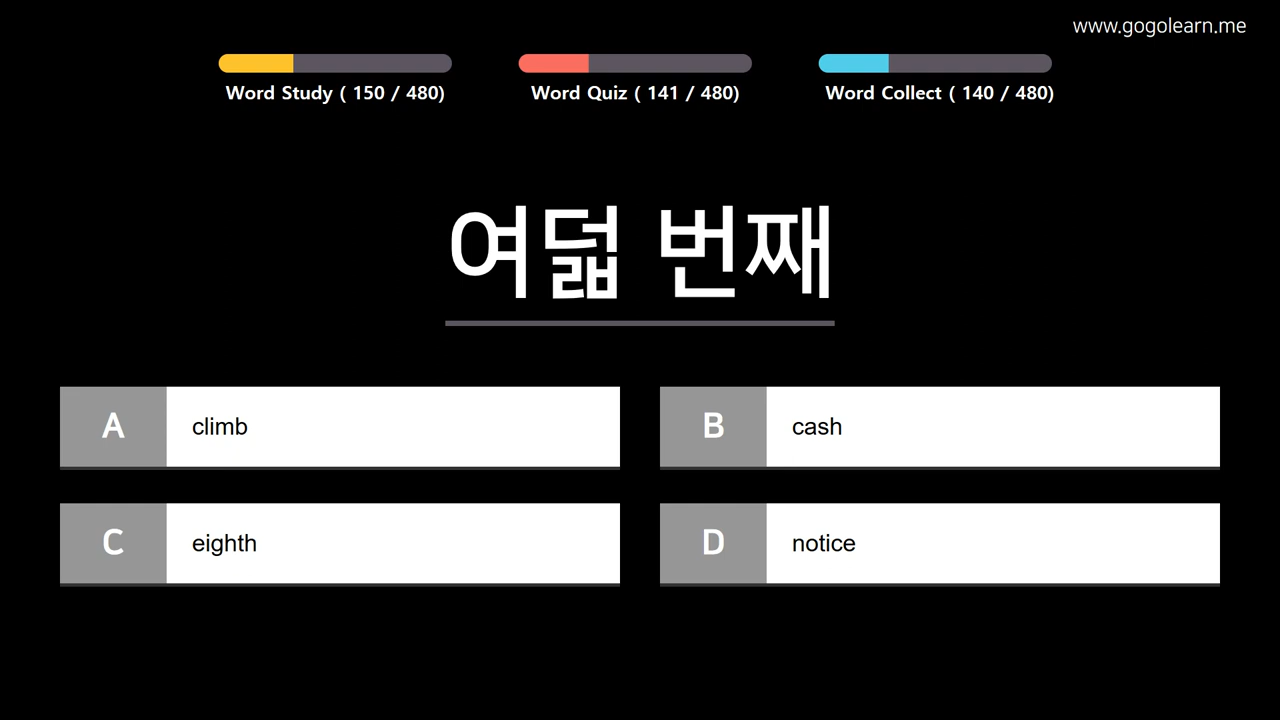 www.gogolearn.me
Word Study ( 150 / 480)
Word Quiz ( 141 / 480)
Word Collect ( 140 / 480)
여덟 번째
A climb
B cash
C eighth
D notice